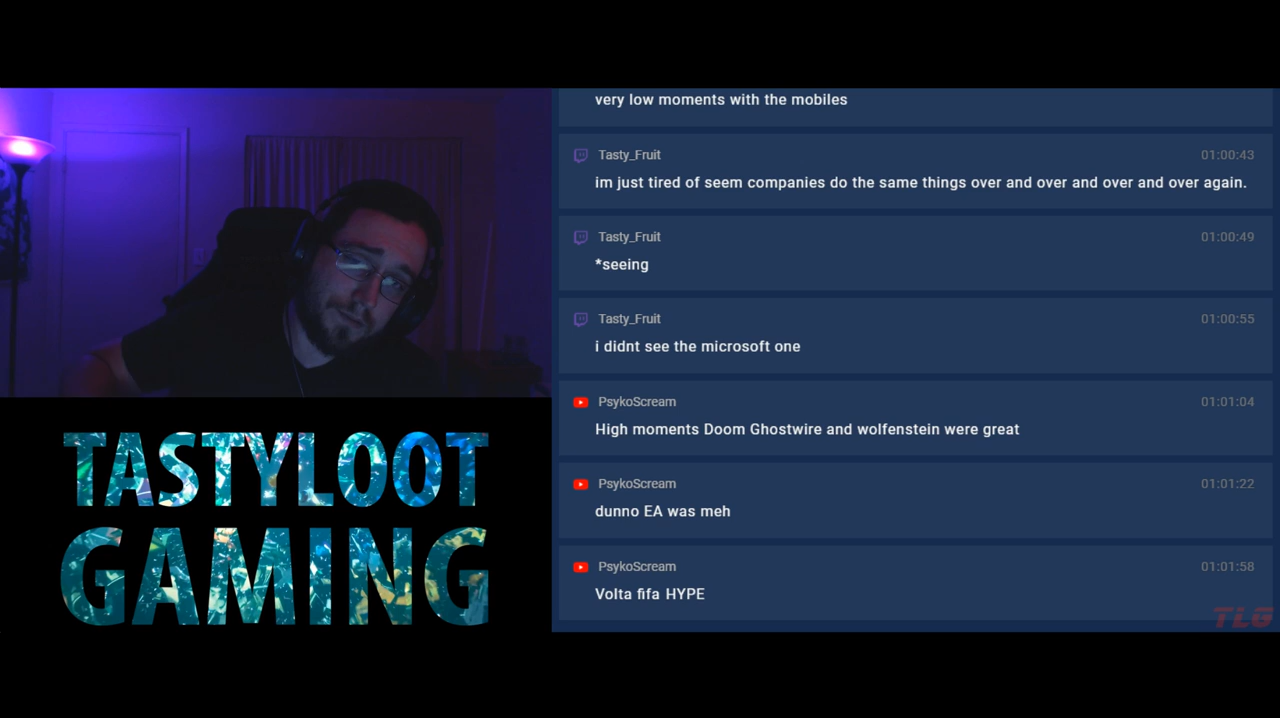 very low moments with the mobiles
Tasty_Fruit 01:00:43
im just tired of seem companies do the same things over and over and over and over again.
Tasty_Fruit 01:00:49
*seeing
Tasty_Fruit 01:00:55
i didnt see the microsoft one
PsykoScream 01:01:04
High moments Doom Ghostwire and wolfenstein were great
PsykoScream 01:01:22
dunno EA was meh
PsykoScream 01:01:58
Volta fifa HYPE
TLG
TASTYLOOT
GAMING